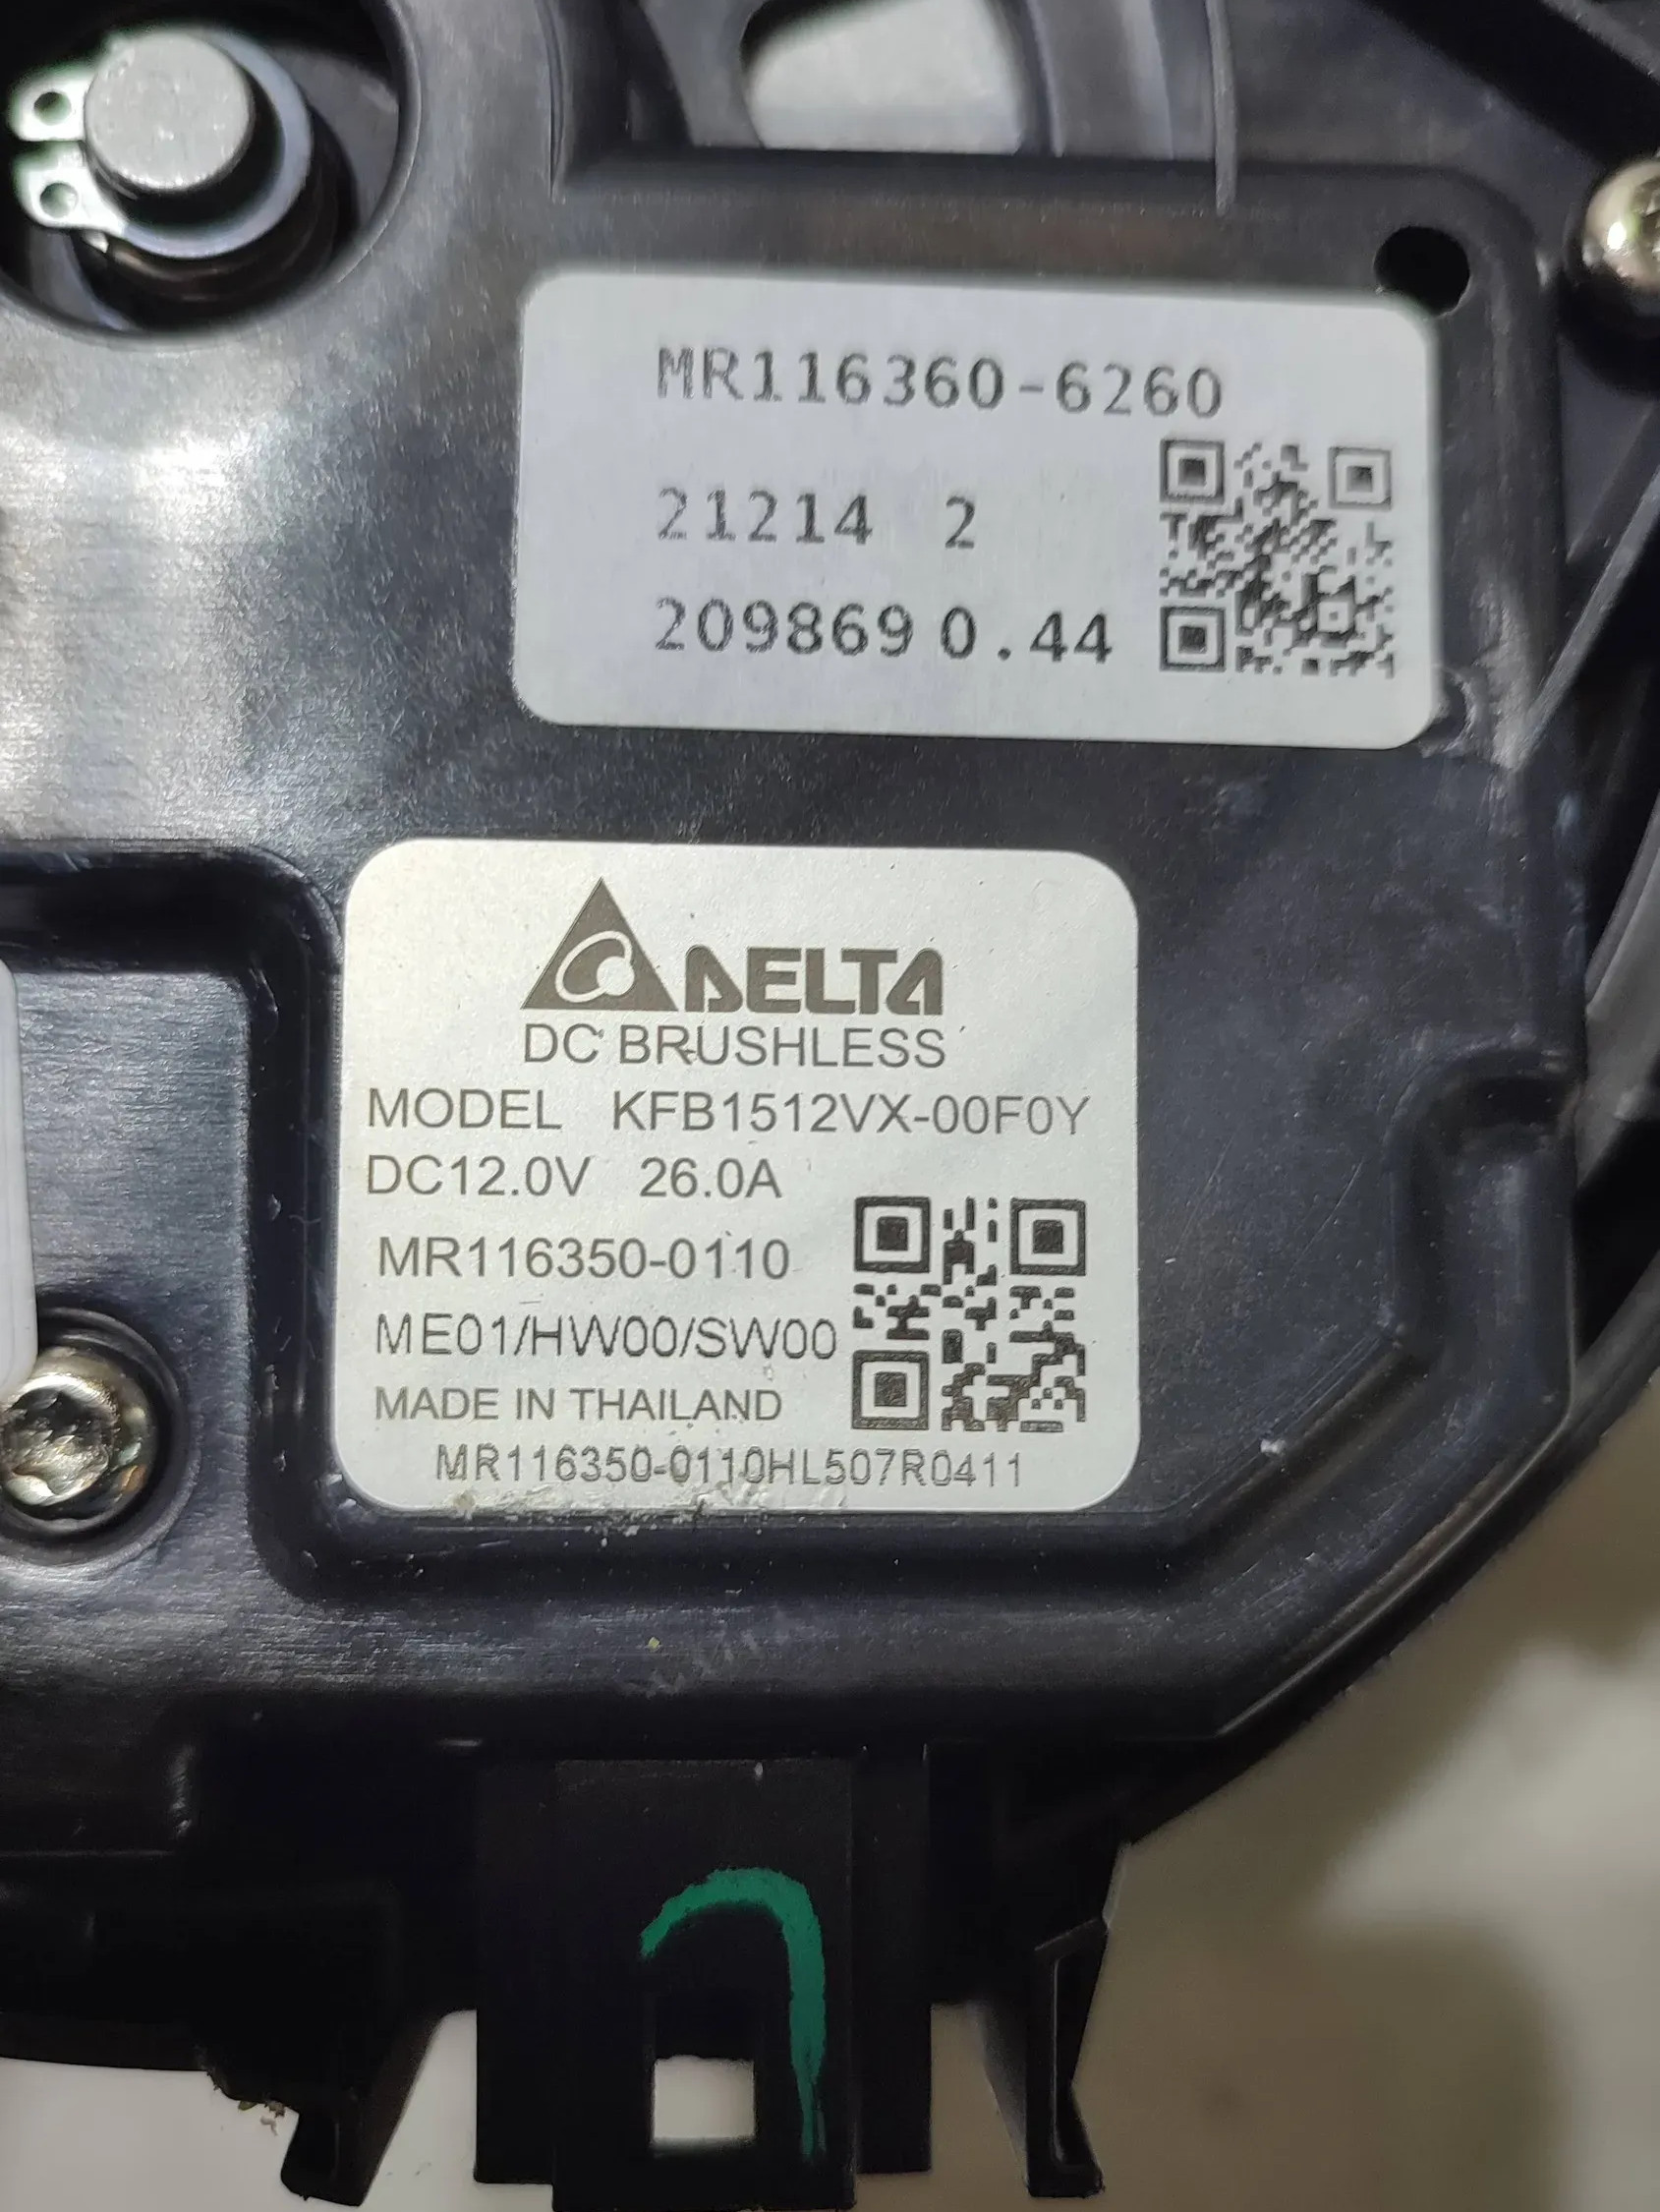 MR116360-6260
21214 2
209869 0.44
DELTA
DC BRUSHLESS
MODEL KFB1512VX-00F0Y
DC12.0V 26.0A
MR116350-0110
ME01/HW00/SW00
MADE IN THAILAND
MR116350-0110HL507R0411